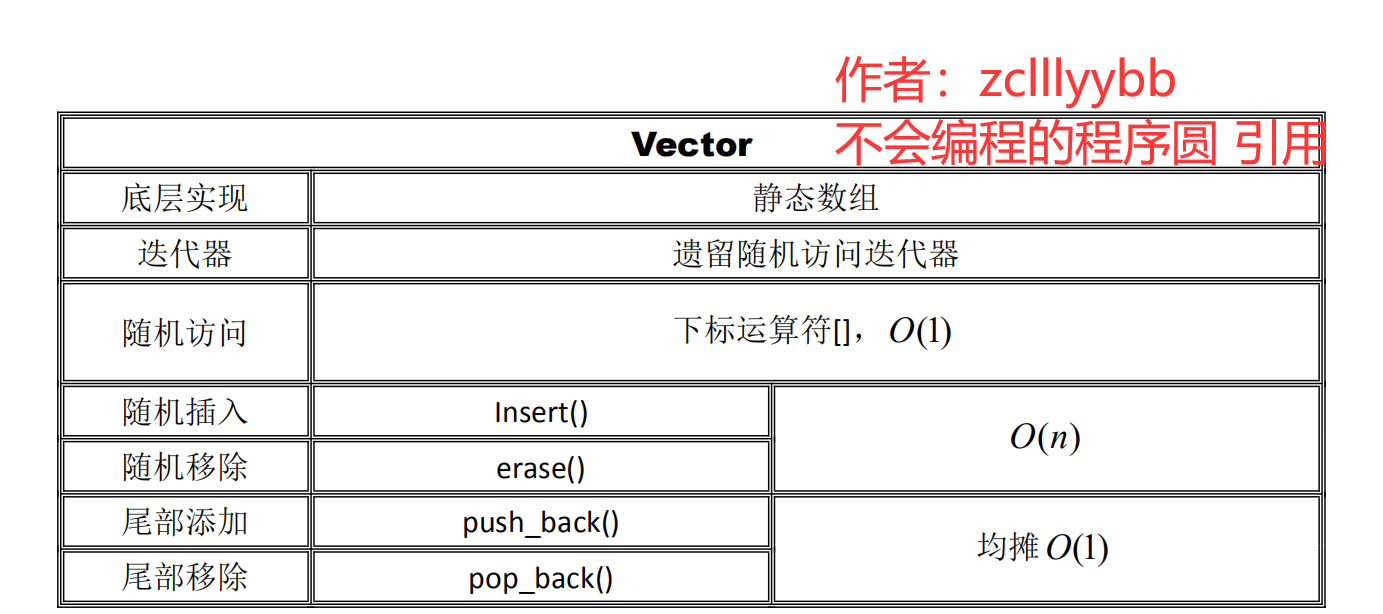 作者：zclllyybb
不会编程的程序圆 引用
Vector
底层实现 静态数组
迭代器 遗留随机访问迭代器
随机访问 下标运算符[]，O(1)
随机插入 Insert()
O(n)
随机移除 erase()
尾部添加 push_back()
均摊O(1)
尾部移除 pop_back()